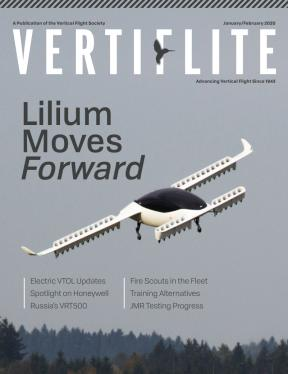 A Publication of the Vertical Flight Society
January/February 2020
VERTIFLITE
Advancing Vertical Flight Since 1943
Lilium
Moves
Forward
Electric VTOL Updates
Spotlight on Honeywell
Russia's VRT500
Fire Scouts in the Fleet
Training Alternatives
JMR Testing Progress